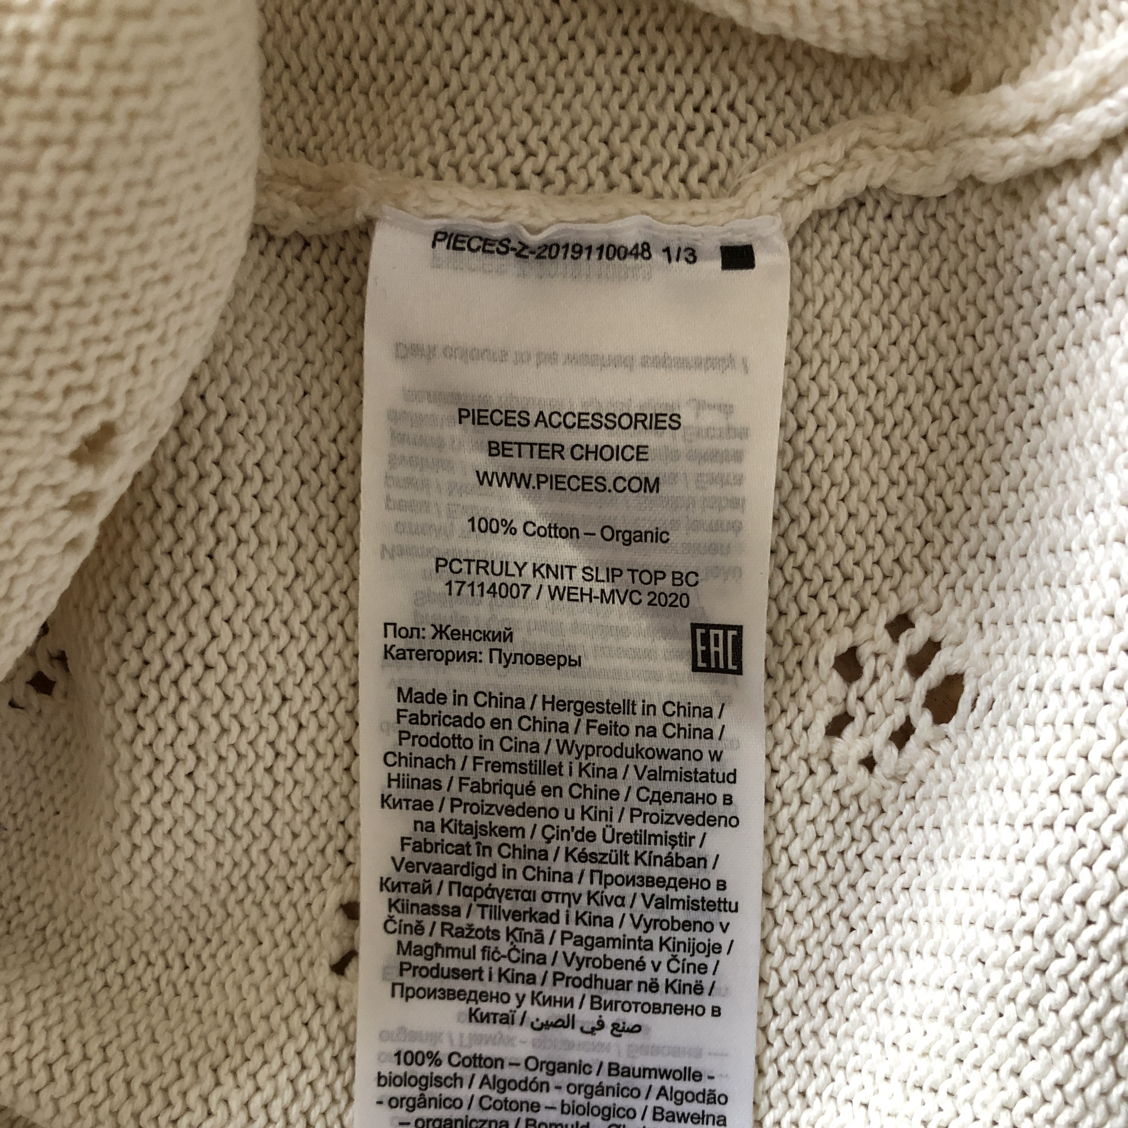 PIECES-Z-2019110048 1/3
PIECES ACCESSORIES
BETTER CHOICE
WWW.PIECES.COM
100% Cotton – Organic
PCTRULY KNIT SLIP TOP BC
17114007 / WEH-MVC 2020
Пол: Женский
Категория: Пуловеры
EAC
Made in China / Hergestellt in China /
Fabricado en China / Feito na China /
Prodotto in Cina / Wyprodukowano w
Chinach / Fremstillet i Kina / Valmistatud
Hiinas / Fabriqué en Chine / Сделано в
Китае / Proizvedeno u Kini / Proizvedeno
na Kitajskem / Çin'de Üretilmiştir /
Fabricat în China / Készült Kínában /
Vervaardigd in China / Произведено в
Китай / Παράγεται στην Κίνα / Valmistettu
Kiinassa / Tillverkad i Kina / Vyrobeno v
Číně / Ražots Ķīnā / Pagaminta Kinijoje /
Magħmul fiċ-Ċina / Vyrobené v Číne /
Produsert i Kina / Prodhuar në Kinë /
Произведено у Кини / Виготовлено в
Китаї / صنع في الصين
100% Cotton – Organic / Baumwolle -
biologisch / Algodón - orgánico / Algodão
- orgânico / Cotone – biologico / Bawełna
– organiczna / Bomuld -